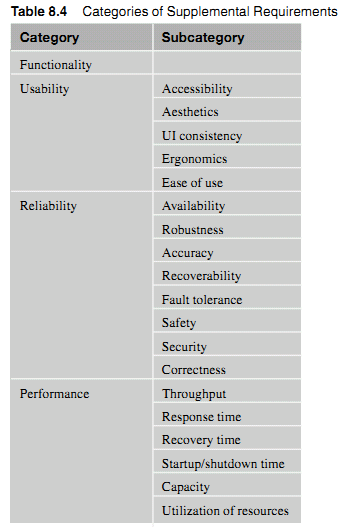 Table 8.4 Categories of Supplemental Requirements
Category Subcategory
Functionality
Usability Accessibility
Aesthetics
UI consistency
Ergonomics
Ease of use
Reliability Availability
Robustness
Accuracy
Recoverability
Fault tolerance
Safety
Security
Correctness
Performance Throughput
Response time
Recovery time
Startup/shutdown time
Capacity
Utilization of resources